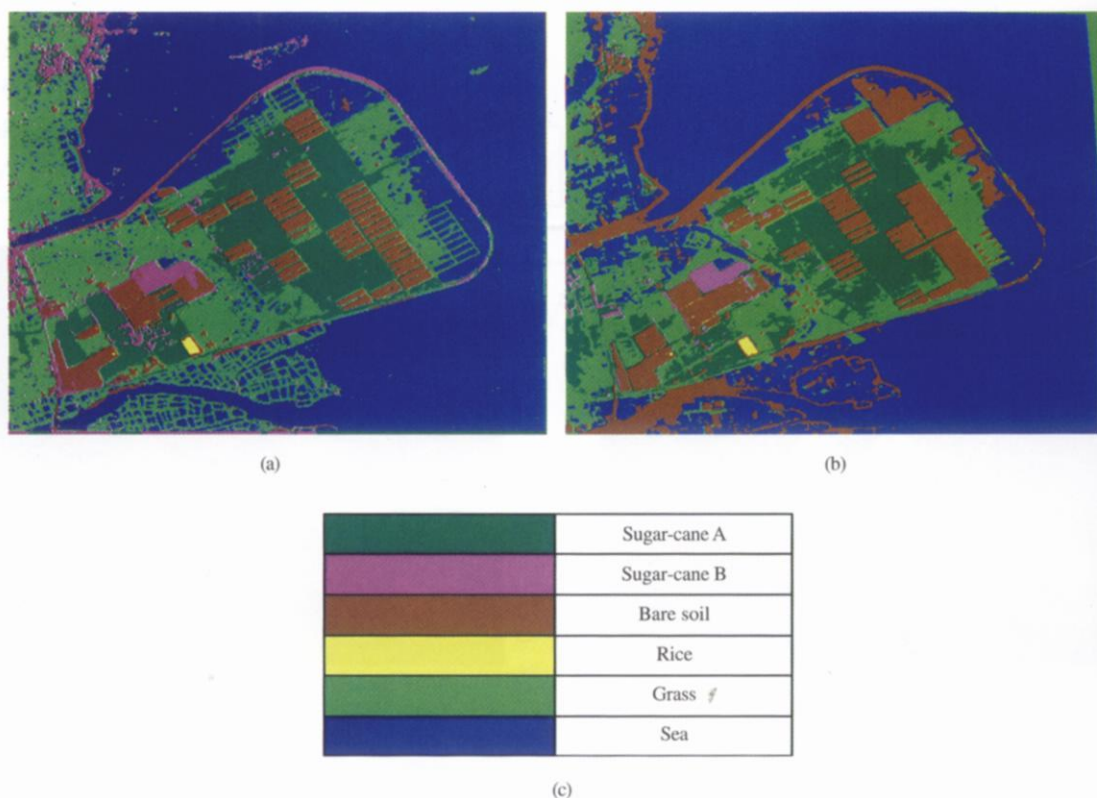 (a)
(b)
Sugar-cane A
Sugar-cane B
Bare soil
Rice
Grass
Sea
(c)